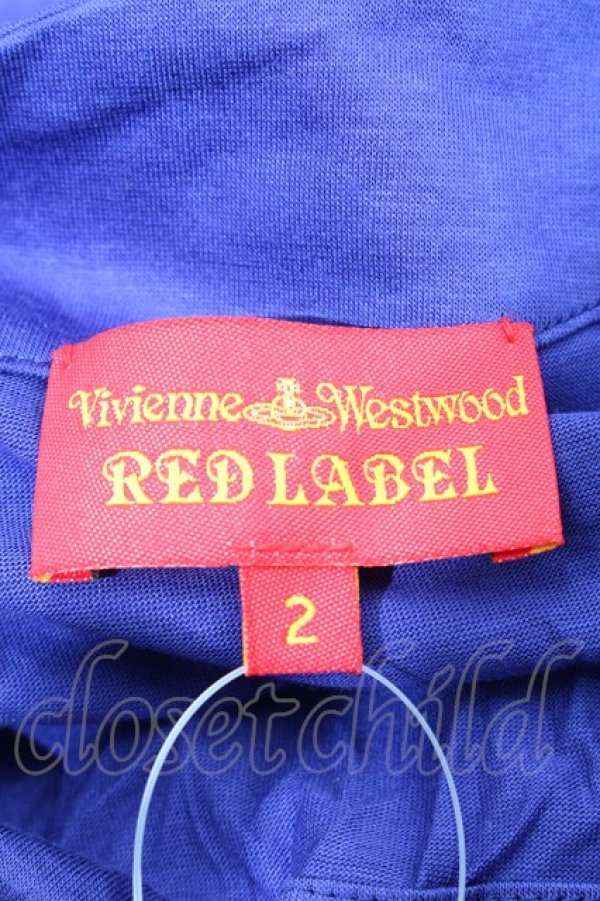 Vivienne Westwood
RED LABEL
2
closetchild